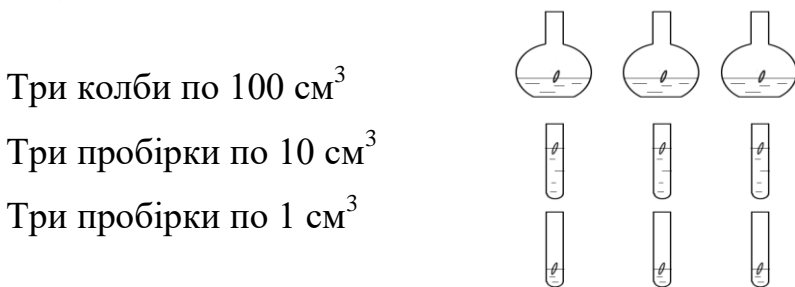 Три колби по 100 см³
Три пробірки по 10 см³
Три пробірки по 1 см³